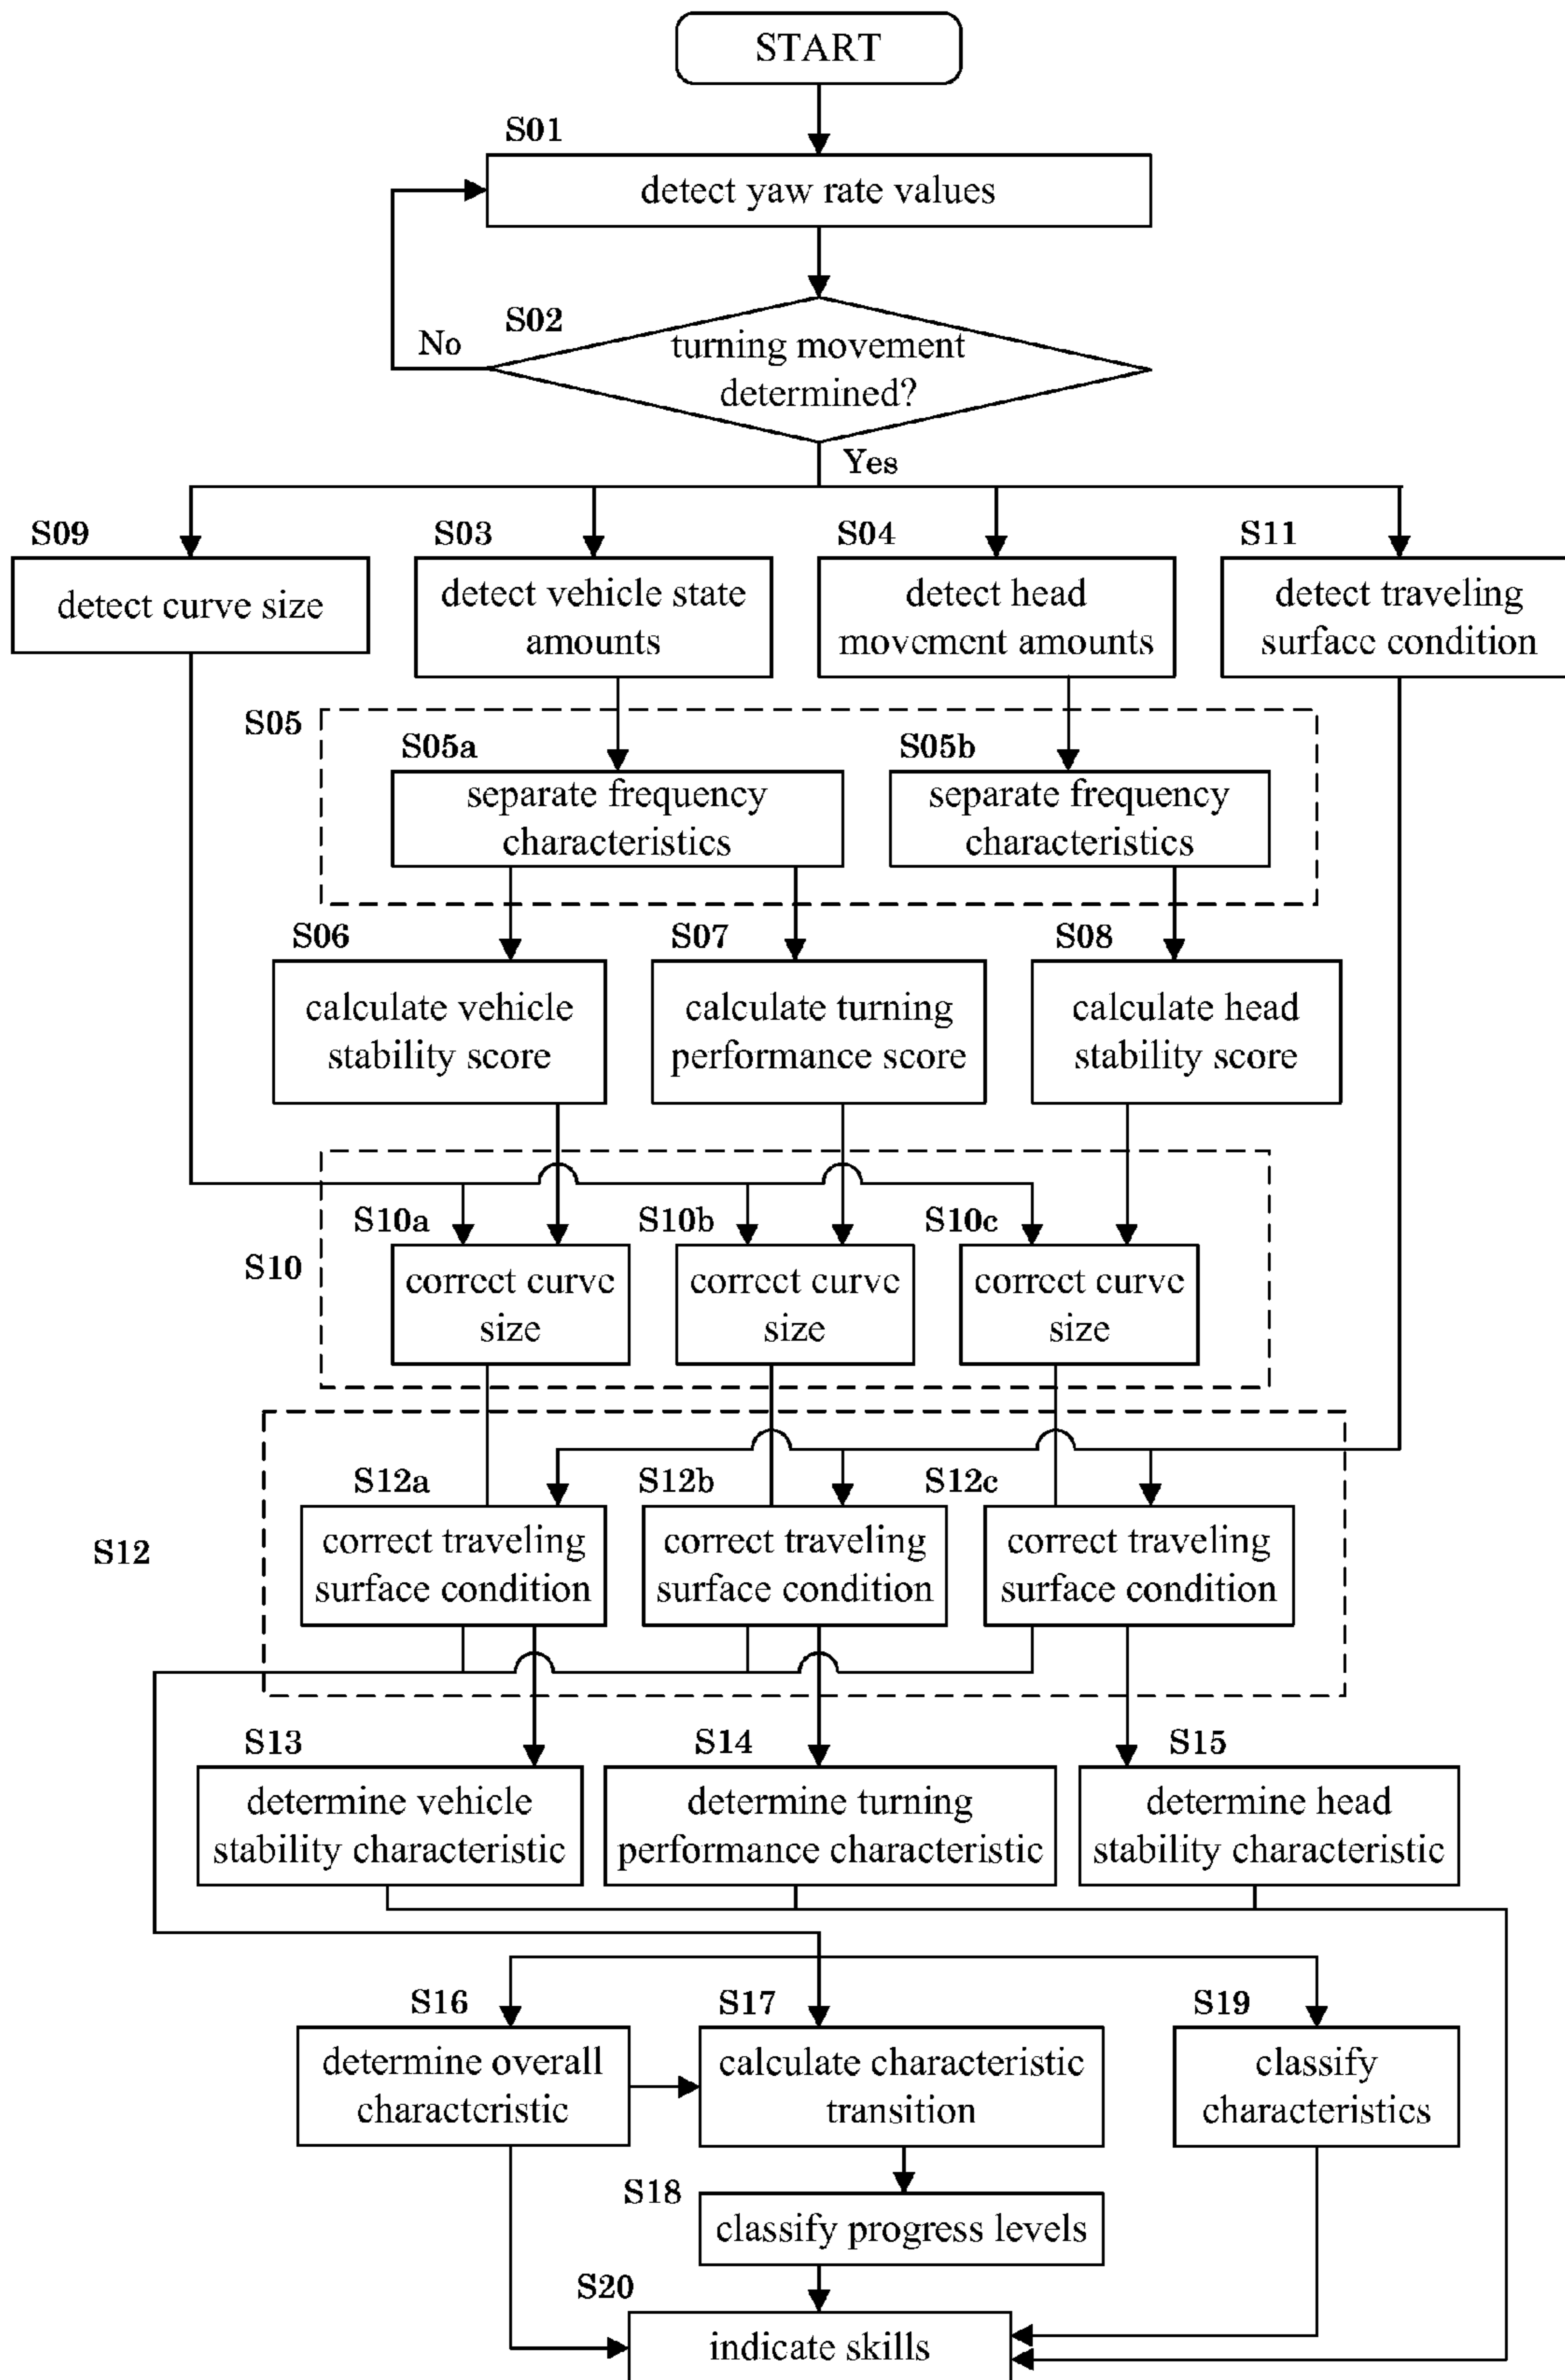 START
S01
detect yaw rate values
S02
No
turning movement
determined?
Yes
S09
detect curve size
S03
detect vehicle state
amounts
S04
detect head
movement amounts
S11
detect traveling
surface condition
S05
S05a
separate frequency
characteristics
S05b
separate frequency
characteristics
S06
calculate vehicle
stability score
S07
calculate turning
performance score
S08
calculate head
stability score
S10
S10a
correct curve
size
S10b
correct curve
size
S10c
correct curve
size
S12
S12a
correct traveling
surface condition
S12b
correct traveling
surface condition
S12c
correct traveling
surface condition
S13
determine vehicle
stability characteristic
S14
determine turning
performance characteristic
S15
determine head
stability characteristic
S16
determine overall
characteristic
S17
calculate characteristic
transition
S19
classify
characteristics
S18
classify progress levels
S20
indicate skills